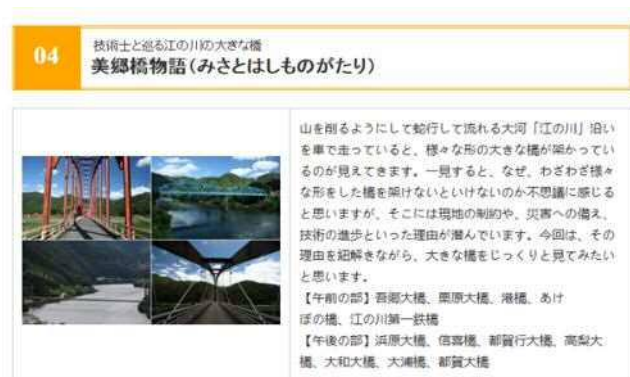 04
技術士と巡る江の川の大きな橋
美郷橋物語(みさとはしものがたり)
山を削るようにして蛇行して流れる大河「江の川」沿い
を車で走っていると、様々な形の大きな橋が架かってい
るのが見えてきます。一見すると、なぜ、わざわざ様々
な形をした橋を架けないといけないのか不思議に感じる
と思いますが、そこには現地の制約や、災害への備え、
技術の進歩といった理由が潜んでいます。今回は、その
理由を紐解きながら、大きな橋をじっくりと見てみたい
と思います。
【午前の部】吾郷大橋、栗原大橋、港橋、あけ
ぼの橋、江の川第一鉄橋
【午後の部】浜原大橋、信喜橋、都賀行大橋、高梨大
橋、大和大橋、大浦橋、都賀大橋